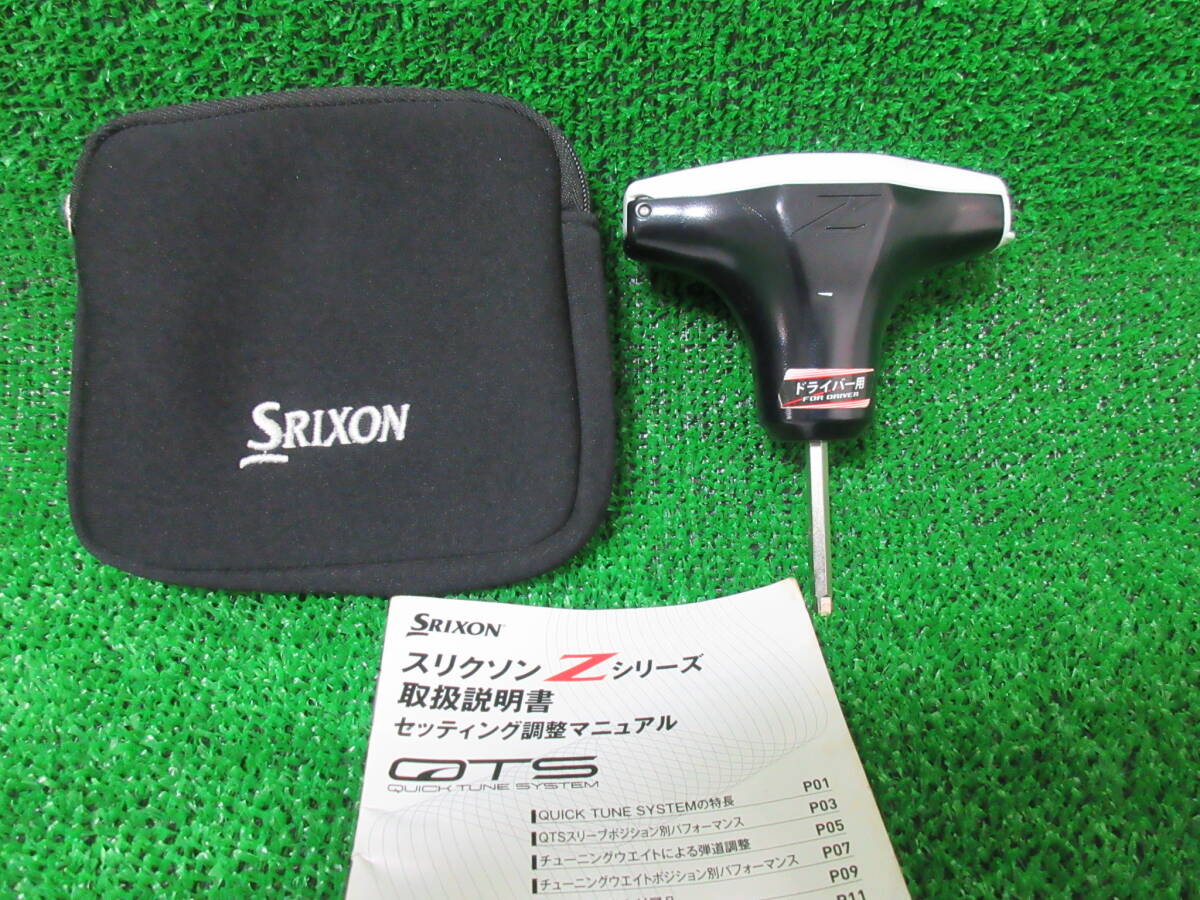 SRIXON
Z
ドライバー用
FOR DRIVER
SRIXON
スリクソン Zシリーズ
取扱説明書
セッティング調整マニュアル
QTS
QUICK TUNE SYSTEM
QUICK TUNE SYSTEMの特長 P01
QTSスリーブポジション別パフォーマンス P03
チューニングウエイトによる弾道調整 P05
チューニングウエイトポジション別パフォーマンス P07
P09
P11